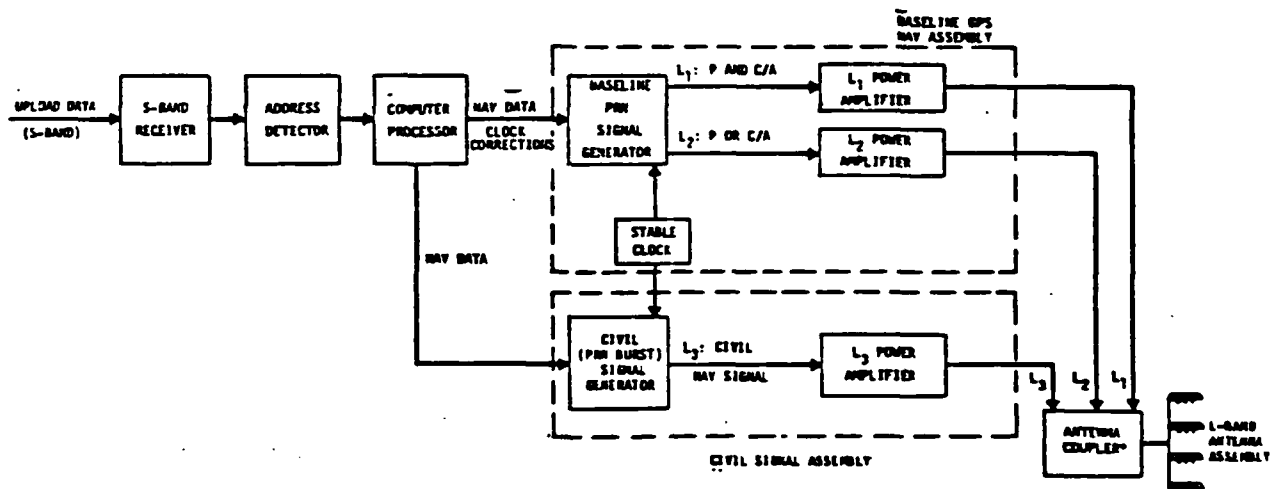 BASELINE GPS
NAV ASSEMBLY
UPLOAD DATA
(S-BAND)
S-BAND
RECEIVER
ADDRESS
DETECTOR
COMPUTER
PROCESSOR
NAV DATA
CLOCK
CORRECTIONS
BASELINE
PRN
SIGNAL
GENERATOR
L1: P AND C/A
L1 POWER
AMPLIFIER
L2: P OR C/A
L2 POWER
AMPLIFIER
STABLE
CLOCK
NAV DATA
CIVIL
(PRN BURST)
SIGNAL
GENERATOR
L3: CIVIL
NAV SIGNAL
L3 POWER
AMPLIFIER
L3 L2 L1
ANTENNA
COUPLER*
L-BAND
ANTENNA
ASSEMBLY
CIVIL SIGNAL ASSEMBLY